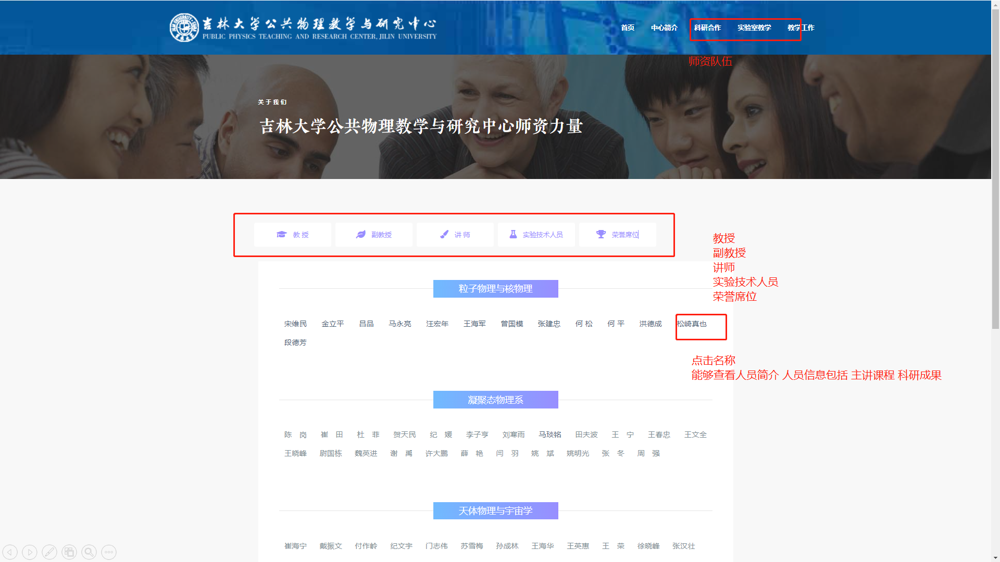 吉林大学公共物理教学与研究中心
PUBLIC PHYSICS TEACHING AND RESEARCH CENTER, JILIN UNIVERSITY
首页 中心简介 科研合作 实验室教学 教学工作
师资队伍
关于我们
吉林大学公共物理教学与研究中心师资力量
教 授 副教授 讲 师 实验技术人员 荣誉席位
教授
副教授
讲师
实验技术人员
荣誉席位
粒子物理与核物理
宋维民 金立平 吕品 马永亮 汪宏年 王海军 曾国模 张建忠 何 松 何 平 洪德成 松崎真也
段德芳
点击名称
能够查看人员简介 人员信息包括 主讲课程 科研成果
凝聚态物理系
陈 岗 崔 田 杜 菲 贺天民 纪 媛 李子亨 刘寒雨 马琰铭 田夫波 王 宁 王春忠 王文全
王晓峰 尉国栋 魏英进 谢 禹 许大鹏 薛 艳 闫 羽 姚 斌 姚明光 张 冬 周 强
天体物理与宇宙学
崔海宁 戴振文 付作岭 纪文宇 门志伟 苏雪梅 孙成林 王海华 王英惠 王 荣 徐晓峰 张汉壮